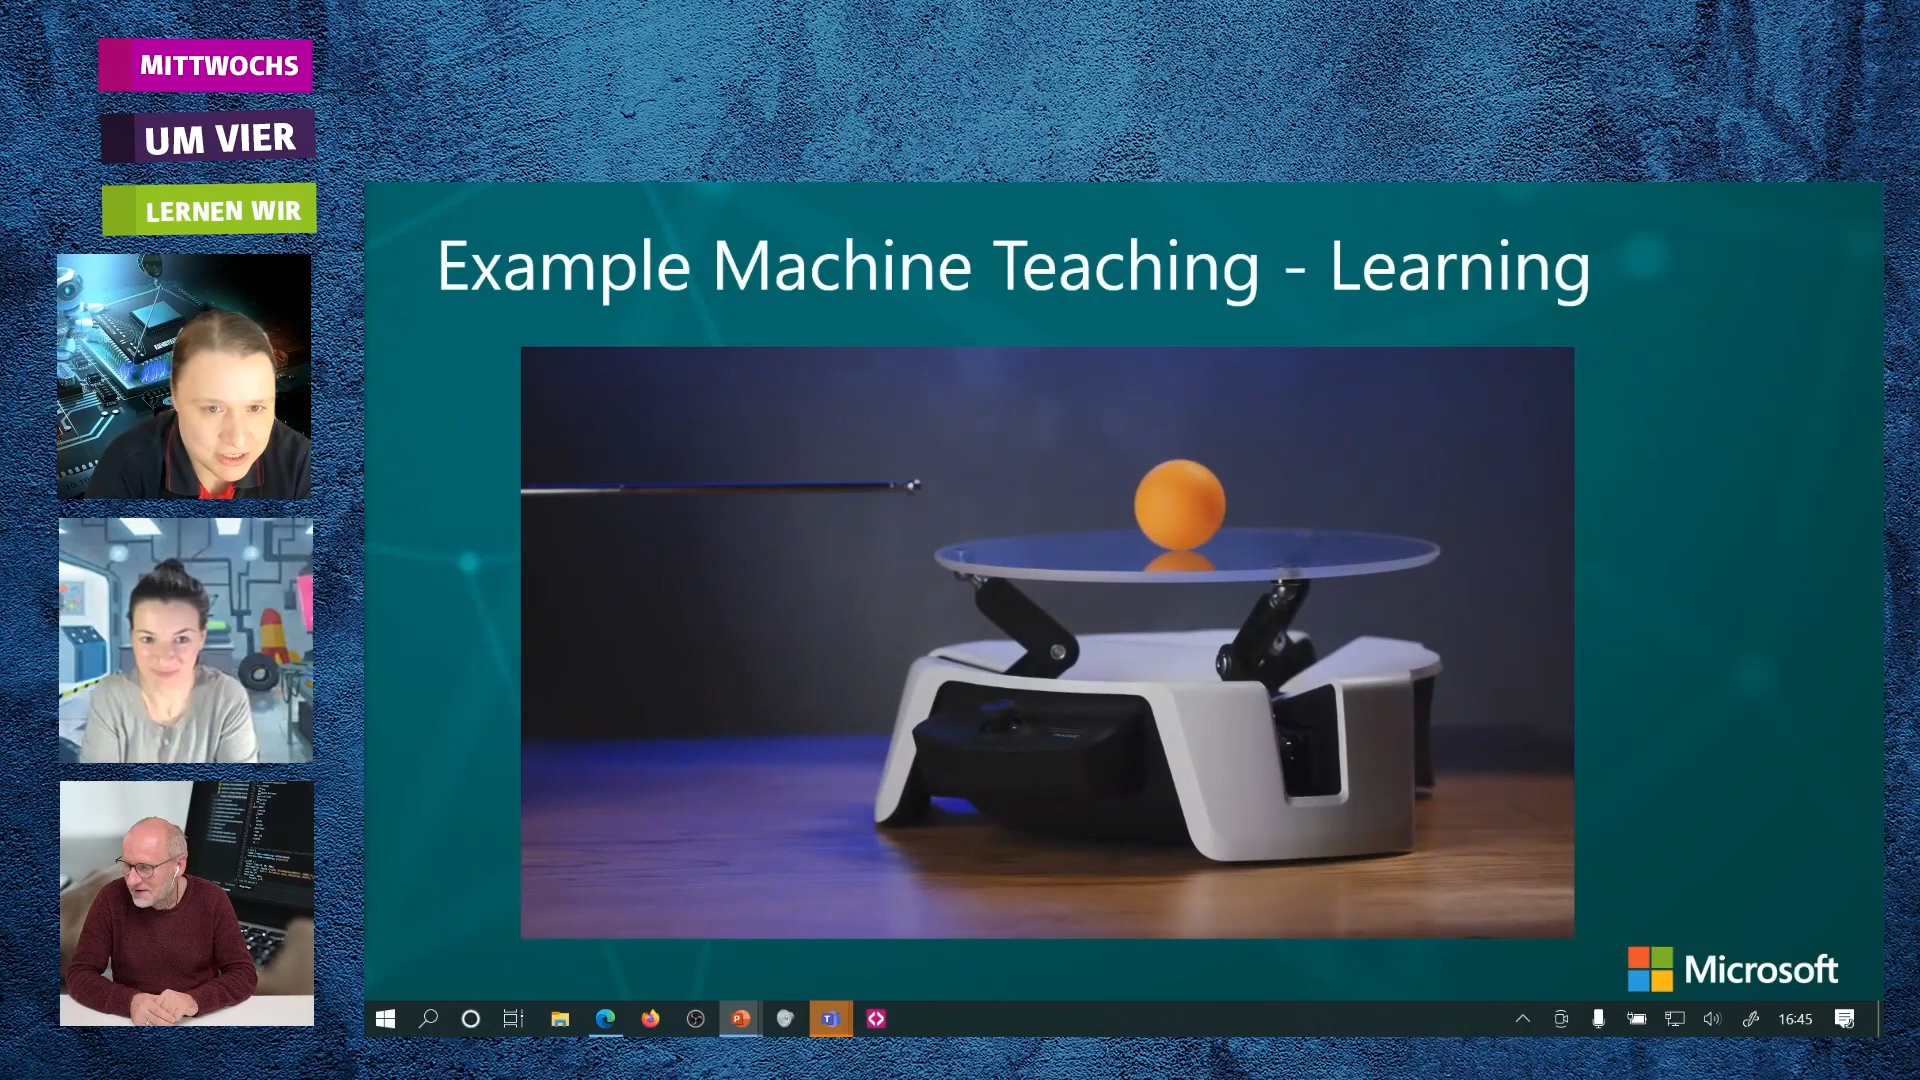 MITTWOCHS
UM VIER
LERNEN WIR
Example Machine Teaching - Learning
Microsoft
16:45